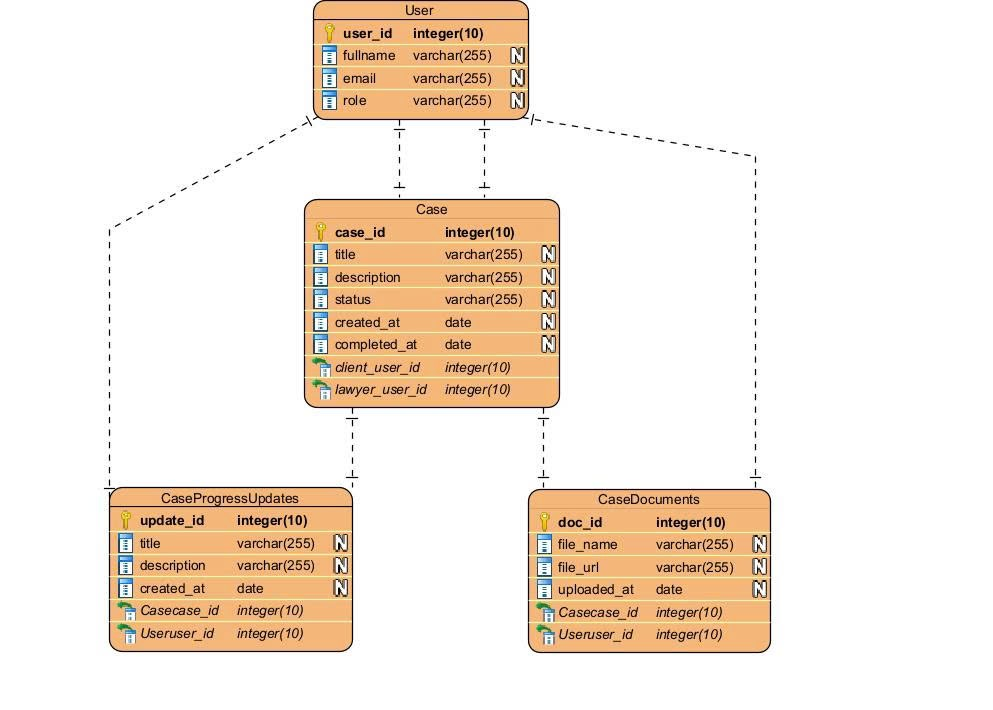 User
user_id integer(10)
fullname varchar(255) N
email varchar(255) N
role varchar(255) N
Case
case_id integer(10)
title varchar(255) N
description varchar(255) N
status varchar(255) N
created_at date N
completed_at date N
client_user_id integer(10)
lawyer_user_id integer(10)
CaseProgressUpdates
update_id integer(10)
title varchar(255) N
description varchar(255) N
created_at date N
Casecase_id integer(10)
Useruser_id integer(10)
CaseDocuments
doc_id integer(10)
file_name varchar(255) N
file_url varchar(255) N
uploaded_at date N
Casecase_id integer(10)
Useruser_id integer(10)